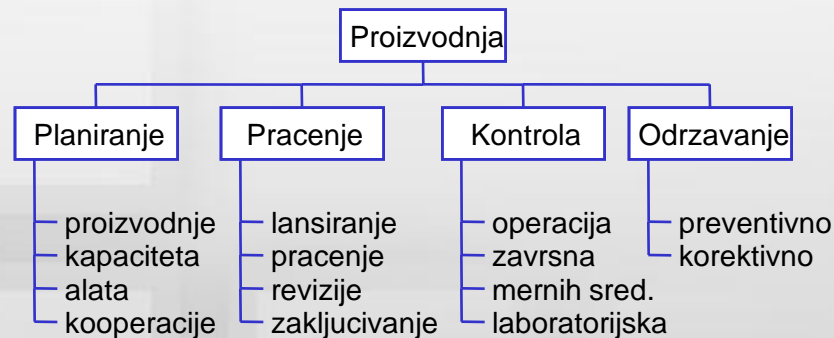 Proizvodnja
Planiranje
proizvodnje
kapaciteta
alata
kooperacije
Pracenje
lansiranje
pracenje
revizije
zakljucivanje
Kontrola
operacija
zavrsna
mernih sred.
laboratorijska
Odrzavanje
preventivno
korektivno